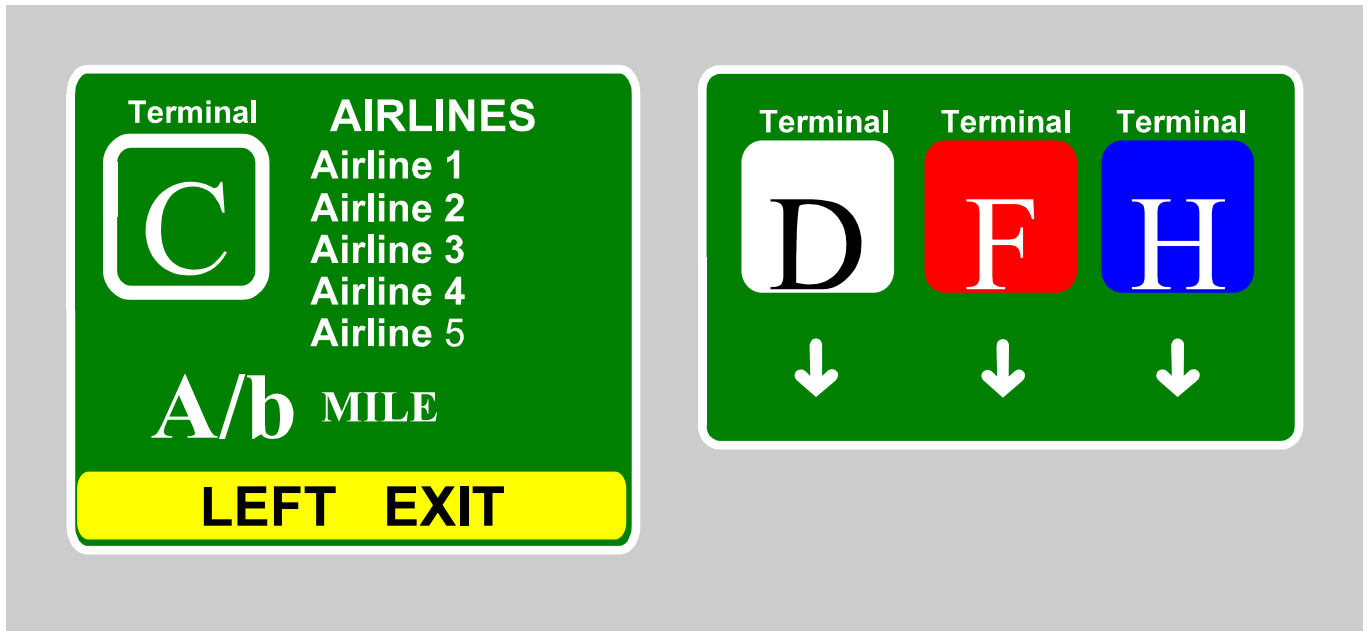 Terminal
C
AIRLINES
Airline 1
Airline 2
Airline 3
Airline 4
Airline 5
A/b MILE
LEFT EXIT
Terminal Terminal Terminal
D F H